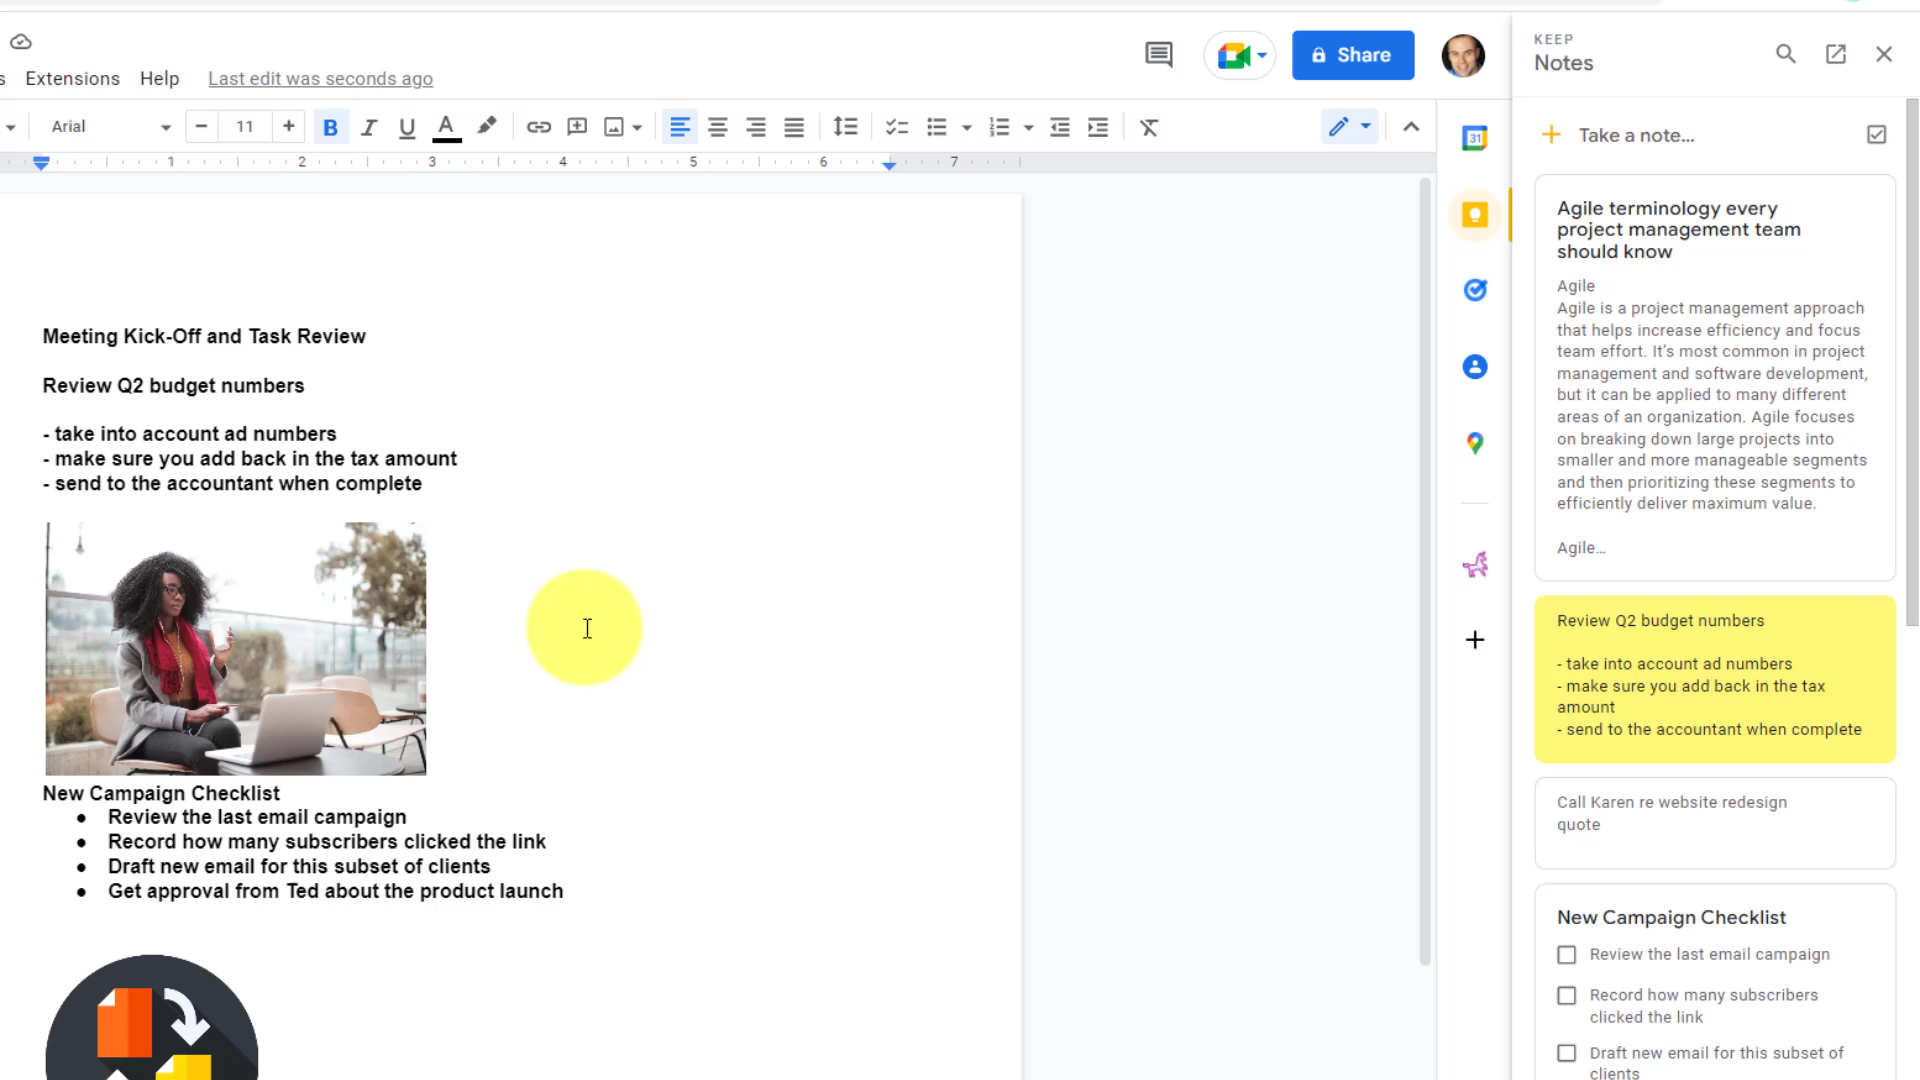 Extensions Help Last edit was seconds ago
Share
Arial 11 B I U A
1 2 3 4 5 6 7
Meeting Kick-Off and Task Review
Review Q2 budget numbers
- take into account ad numbers
- make sure you add back in the tax amount
- send to the accountant when complete
New Campaign Checklist
● Review the last email campaign
● Record how many subscribers clicked the link
● Draft new email for this subset of clients
● Get approval from Ted about the product launch
31
KEEP
Notes
Take a note...
Agile terminology every
project management team
should know
Agile
Agile is a project management approach
that helps increase efficiency and focus
team effort. It's most common in project
management and software development,
but it can be applied to many different
areas of an organization. Agile focuses
on breaking down large projects into
smaller and more manageable segments
and then prioritizing these segments to
efficiently deliver maximum value.
Agile...
Review Q2 budget numbers
- take into account ad numbers
- make sure you add back in the tax
amount
- send to the accountant when complete
Call Karen re website redesign
quote
New Campaign Checklist
Review the last email campaign
Record how many subscribers
clicked the link
Draft new email for this subset of
clients